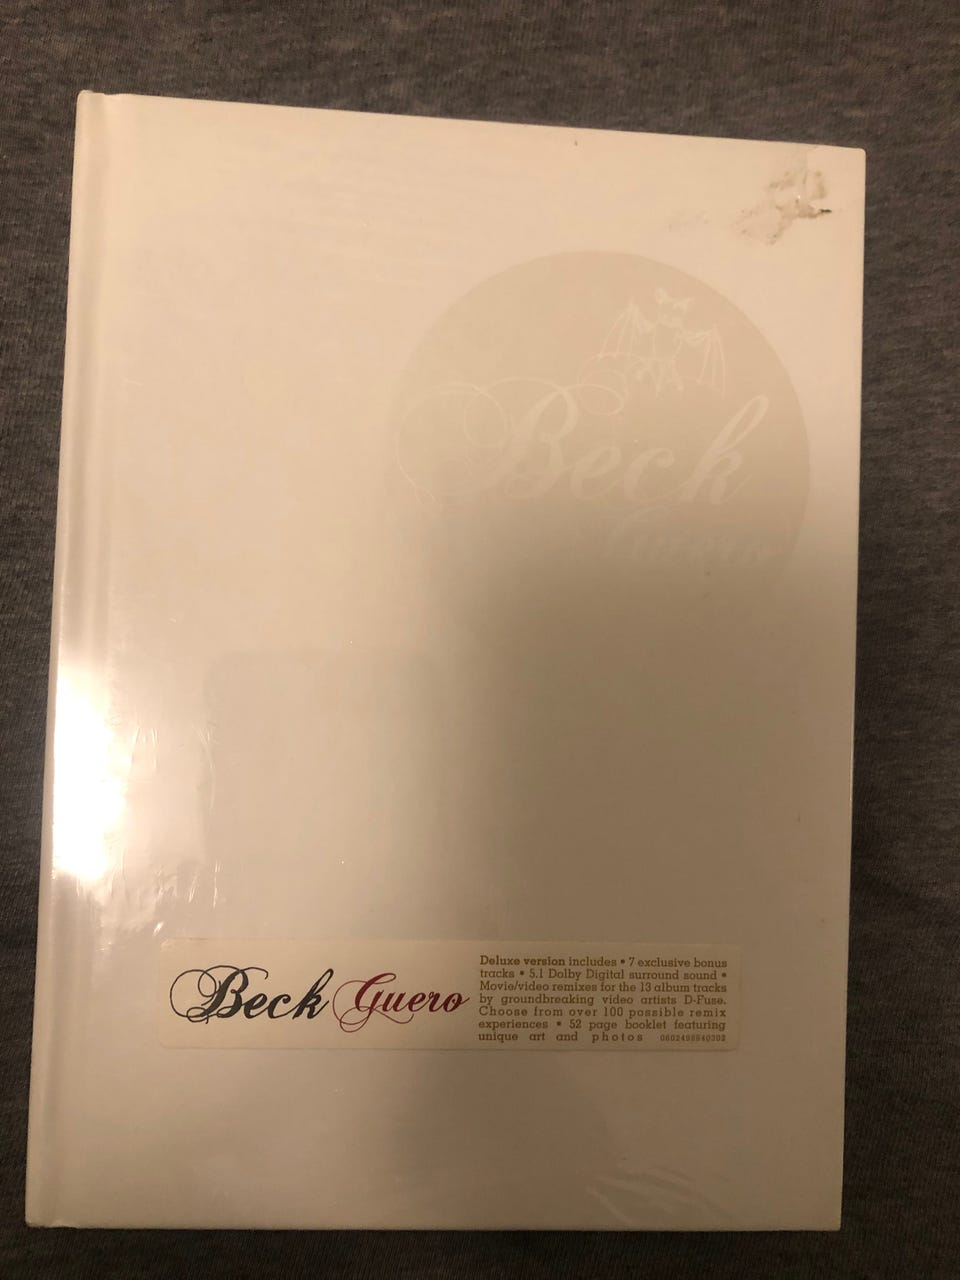 Beck
Guero
Beck Guero
Deluxe version includes • 7 exclusive bonus
tracks • 5.1 Dolby Digital surround sound •
Movie/video remixes for the 13 album tracks
by groundbreaking video artists D-Fuse.
Choose from over 100 possible remix
experiences • 52 page booklet featuring
unique art and photos